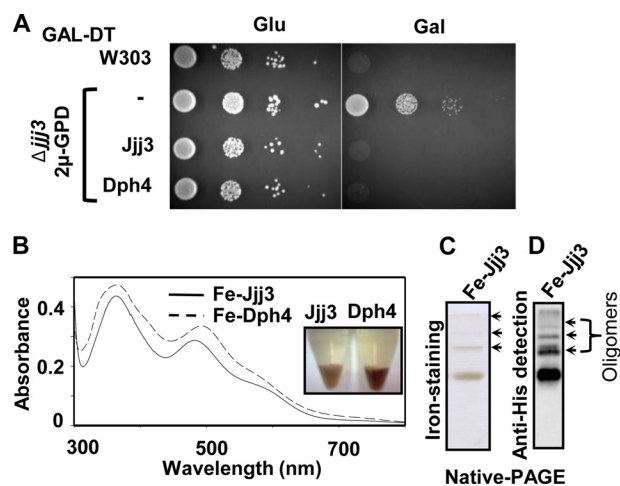 A
GAL-DT
Glu
Gal
W303
-
Jjj3
Dph4
Δjjj3
2µ-GPD
B
Fe-Jjj3
Fe-Dph4
Jjj3 Dph4
0.4
0.2
0
Absorbance
300
500
700
Wavelength (nm)
C
Fe-Jjj3
Iron-staining
D
Fe-Jjj3
Anti-His detection
Oligomers
Native-PAGE